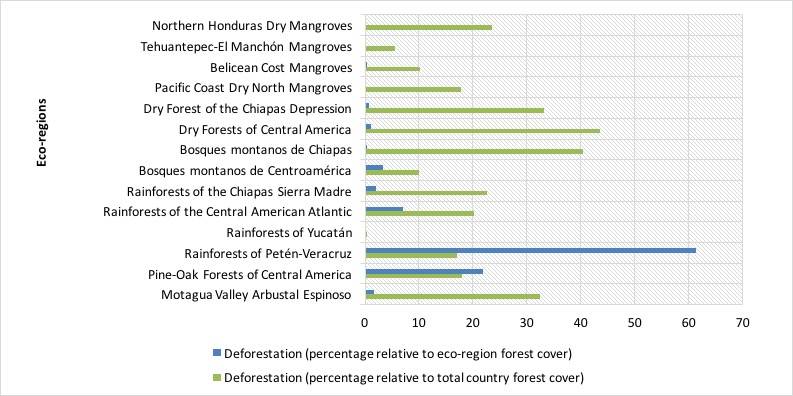 Eco-regions
Northern Honduras Dry Mangroves
Tehuantepec-El Manchón Mangroves
Belicean Cost Mangroves
Pacific Coast Dry North Mangroves
Dry Forest of the Chiapas Depression
Dry Forests of Central America
Bosques montanos de Chiapas
Bosques montanos de Centroamérica
Rainforests of the Chiapas Sierra Madre
Rainforests of the Central American Atlantic
Rainforests of Yucatán
Rainforests of Petén-Veracruz
Pine-Oak Forests of Central America
Motagua Valley Arbustal Espinoso
0 10 20 30 40 50 60 70
Deforestation (percentage relative to eco-region forest cover)
Deforestation (percentage relative to total country forest cover)